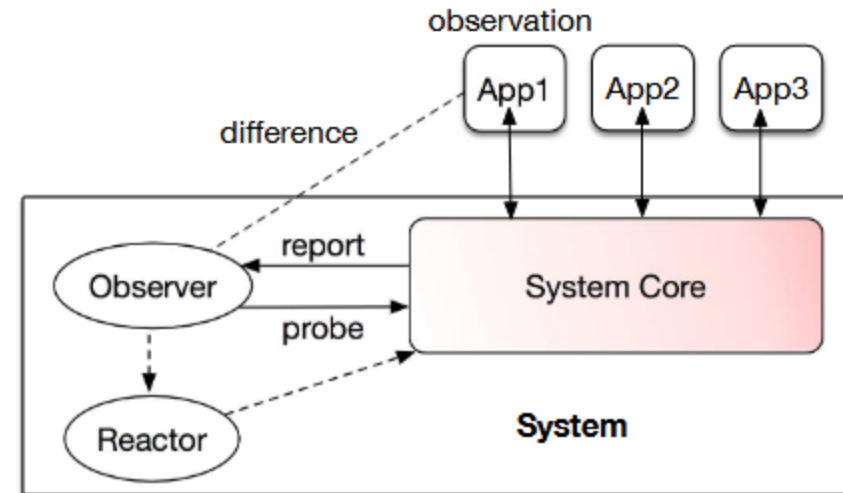 observation
App1
App2
App3
difference
report
Observer
System Core
probe
Reactor
System